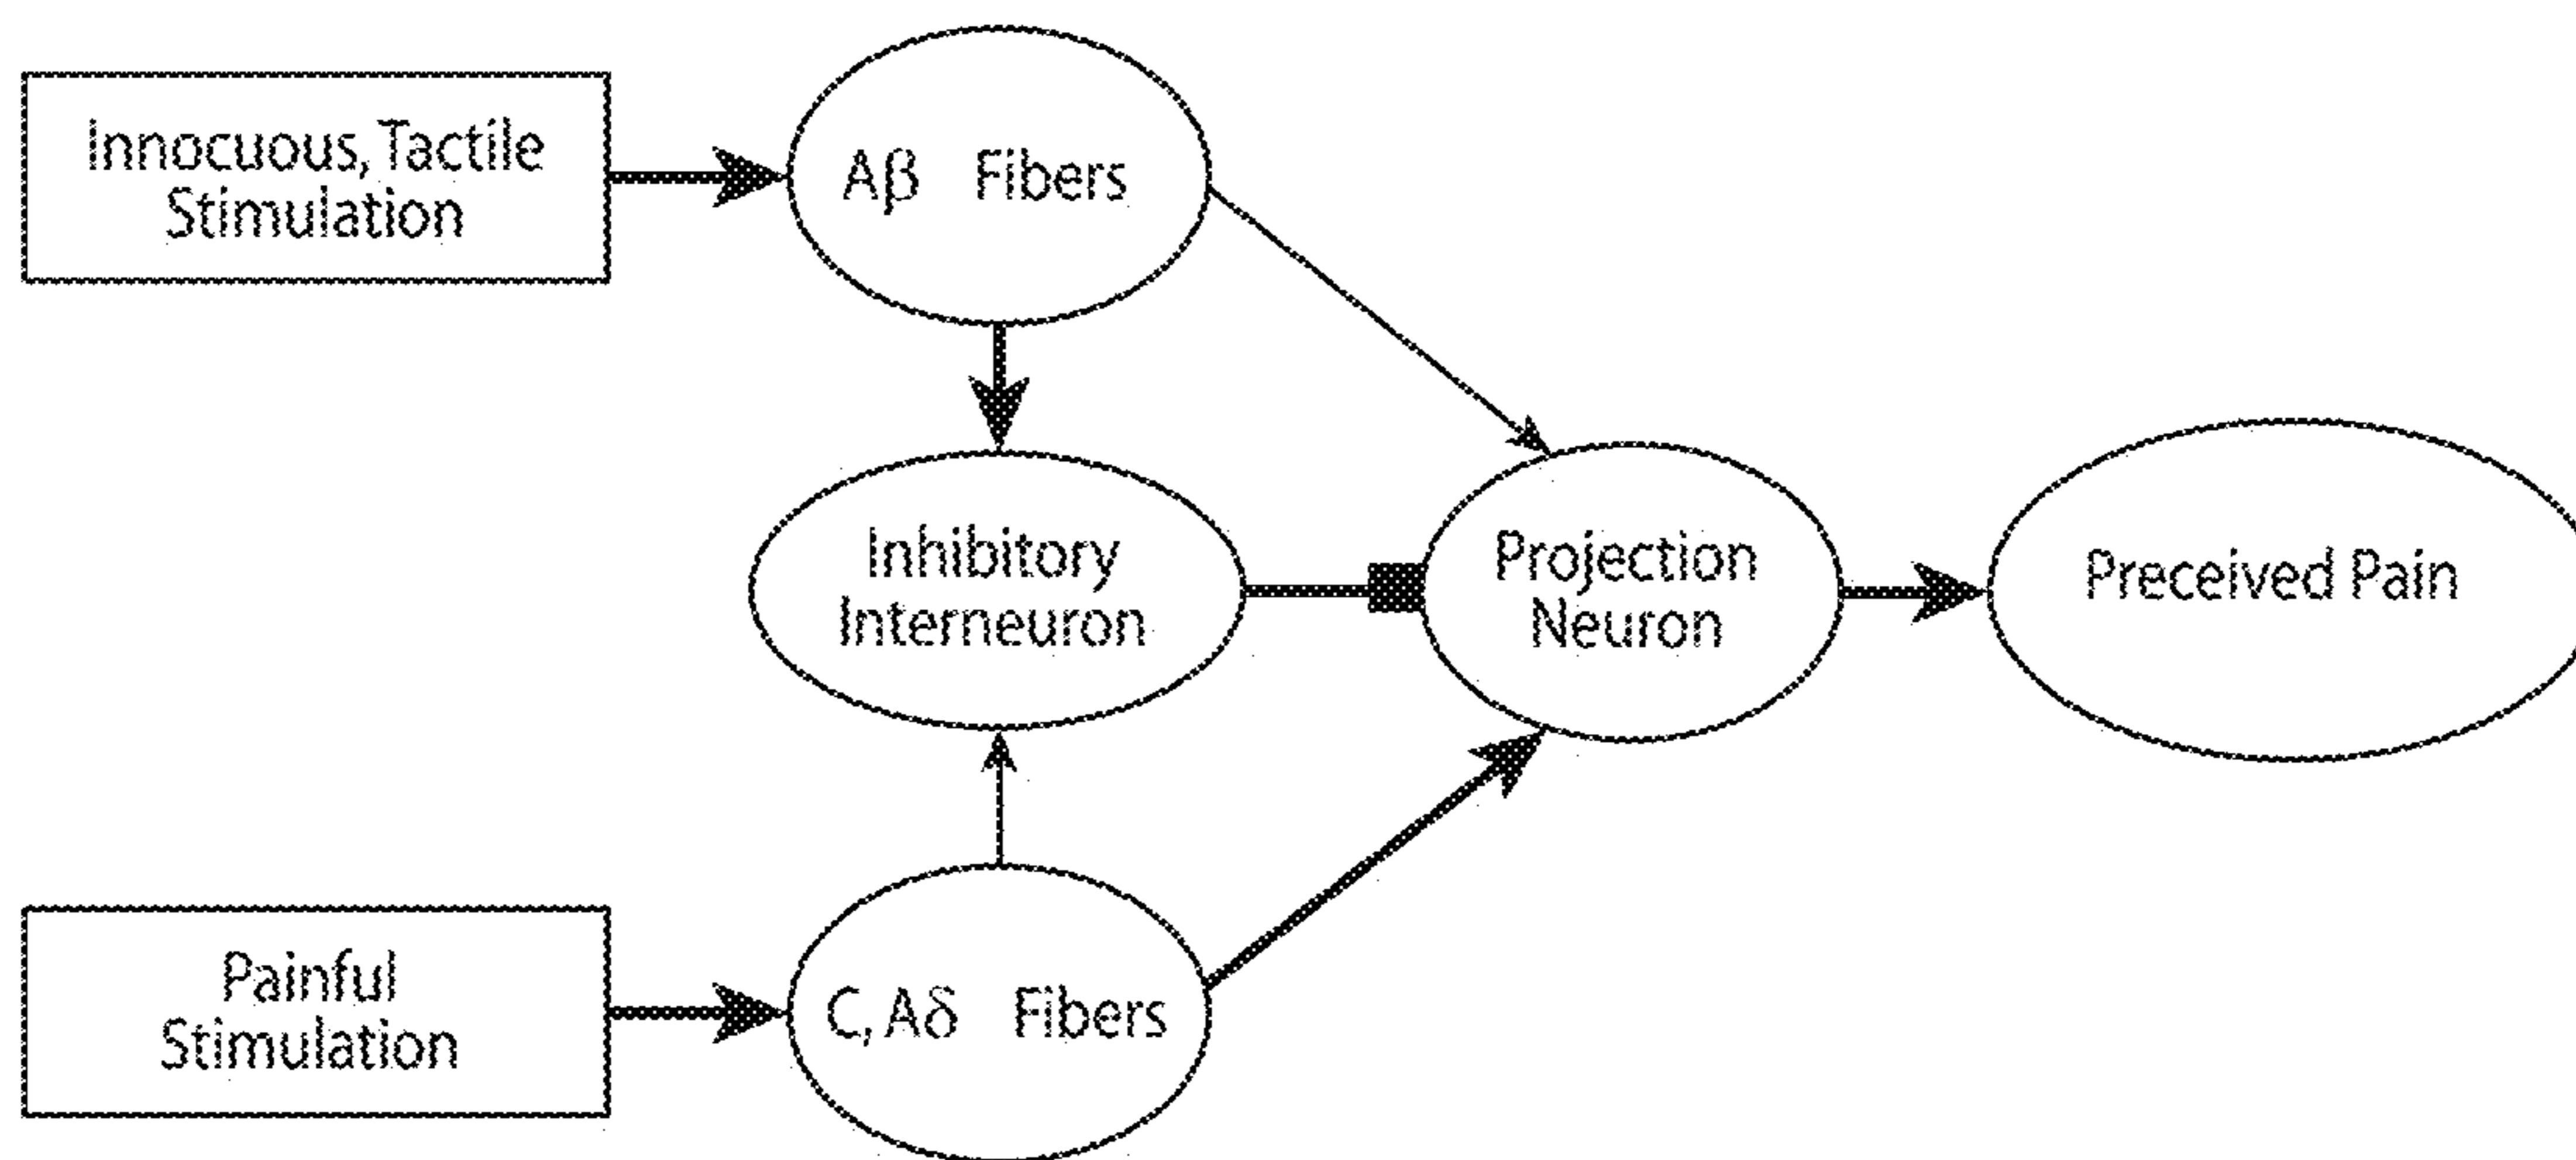 Innocuous, Tactile
Stimulation
Aβ Fibers
Inhibitory
Interneuron
Projection
Neuron
Preceived Pain
Painful
Stimulation
C, Aδ Fibers